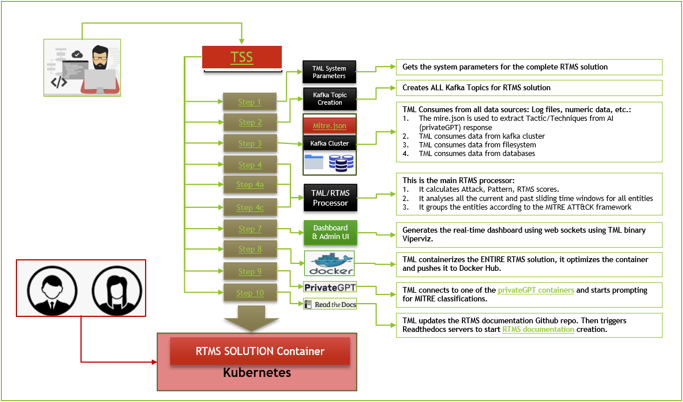 TSS
Step 1
Step 2
Step 3
Step 4
Step 4a
Step 4c
Step 7
Step 8
Step 9
Step 10
TML System
Parameters
Kafka Topic
Creation
Mitre.json
Kafka Cluster
TML/RTMS
Processor
Dashboard
& Admin UI
docker
PrivateGPT
Read the Docs
Gets the system parameters for the complete RTMS solution
Creates ALL Kafka Topics for RTMS solution
TML Consumes from all data sources: Log files, numeric data, etc.:
1. The mire.json is used to extract Tactic/Techniques from AI
(privateGPT) response
2. TML consumes data from kafka cluster
3. TML consumes data from filesystem
4. TML consumes data from databases
This is the main RTMS processor:
1. It calculates Attack, Pattern, RTMS scores.
2. It analyses all the current and past sliding time windows for all entities
3. It groups the entities according to the MITRE ATT&CK framework
Generates the real-time dashboard using web sockets using TML binary
Viperviz.
TML containerizes the ENTIRE RTMS solution, it optimizes the container
and pushes it to Docker Hub.
TML connects to one of the privateGPT containers and starts prompting
for MITRE classifications.
TML updates the RTMS documentation Github repo. Then triggers
Readthedocs servers to start RTMS documentation creation.
RTMS SOLUTION Container
Kubernetes